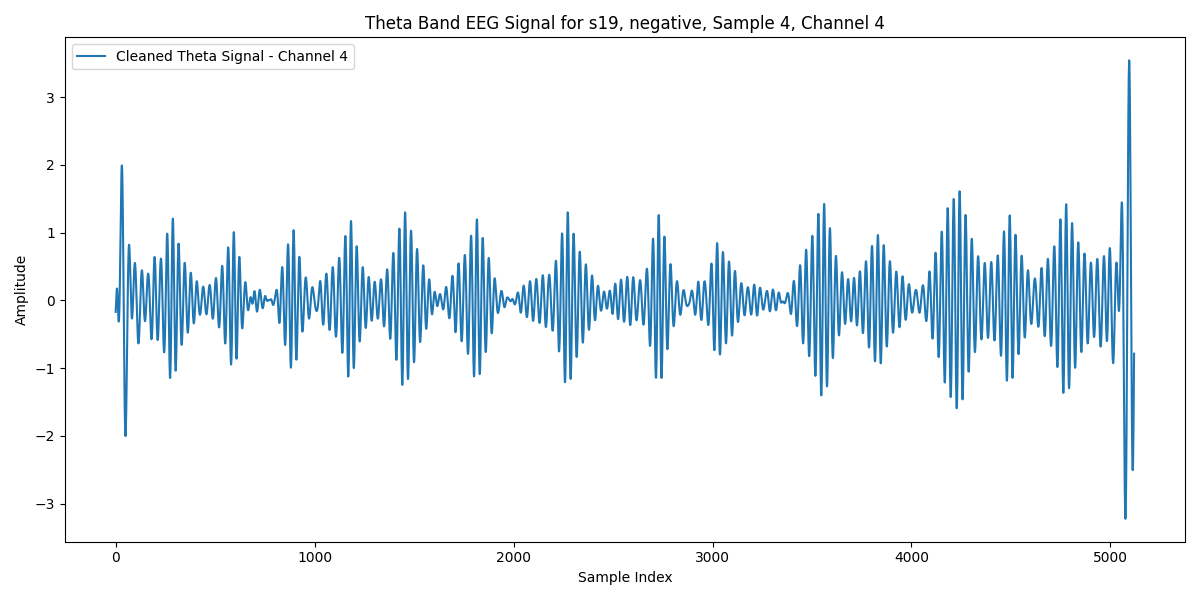 Theta Band EEG Signal for s19, negative, Sample 4, Channel 4
Cleaned Theta Signal - Channel 4
Amplitude
3
2
1
0
−1
−2
−3
0 1000 2000 3000 4000 5000
Sample Index